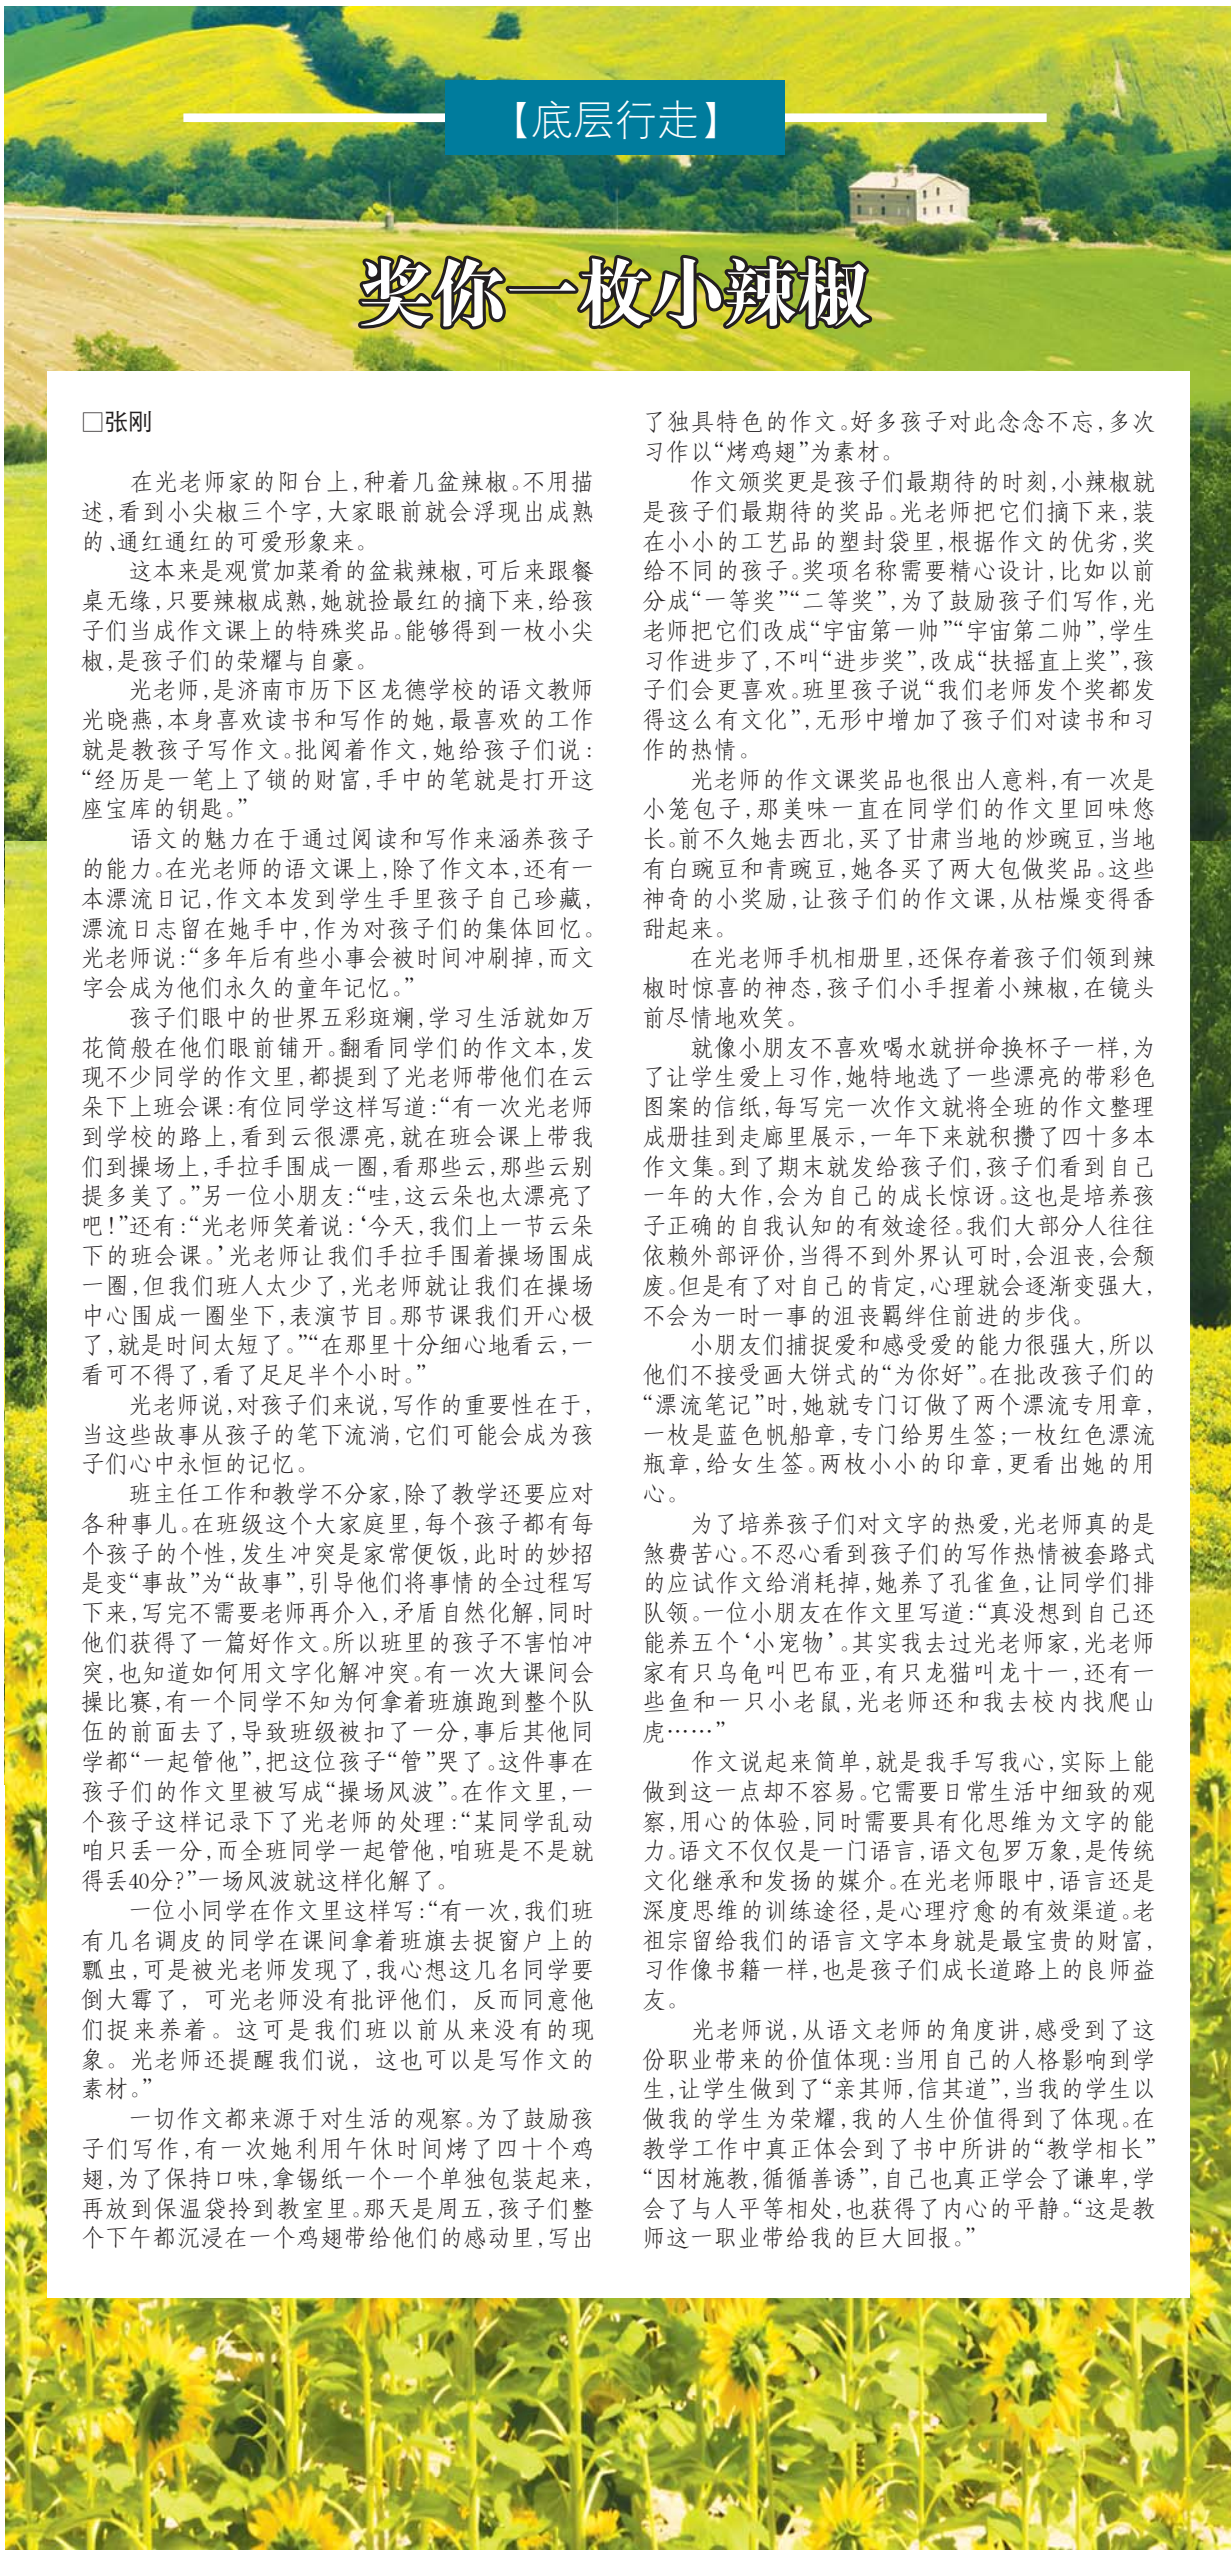 【底层行走】
奖你一枚小辣椒
□张刚
在光老师家的阳台上,种着几盆辣椒。不用描
述,看到小尖椒三个字,大家眼前就会浮现出成熟
的、通红通红的可爱形象来。
这本来是观赏加菜肴的盆栽辣椒,可后来跟餐
桌无缘,只要辣椒成熟,她就捡最红的摘下来,给孩
子们当成作文课上的特殊奖品。能够得到一枚小尖
椒,是孩子们的荣耀与自豪。
光老师,是济南市历下区龙德学校的语文教师
光晓燕,本身喜欢读书和写作的她,最喜欢的工作
就是教孩子写作文。批阅着作文,她给孩子们说:
“经历是一笔上了锁的财富,手中的笔就是打开这
座宝库的钥匙。”
语文的魅力在于通过阅读和写作来涵养孩子
的能力。在光老师的语文课上,除了作文本,还有一
本漂流日记,作文本发到学生手里孩子自己珍藏,
漂流日志留在她手中,作为对孩子们的集体回忆。
光老师说:“多年后有些小事会被时间冲刷掉,而文
字会成为他们永久的童年记忆。”
孩子们眼中的世界五彩斑斓,学习生活就如万
花筒般在他们眼前铺开。翻看同学们的作文本,发
现不少同学的作文里,都提到了光老师带他们在云
朵下上班会课:有位同学这样写道:“有一次光老师
到学校的路上,看到云很漂亮,就在班会课上带我
们到操场上,手拉手围成一圈,看那些云,那些云别
提多美了。”另一位小朋友:“哇,这云朵也太漂亮了
吧!”还有:“光老师笑着说:‘今天,我们上一节云朵
下的班会课。’光老师让我们手拉手围着操场围成
一圈,但我们班人太少了,光老师就让我们在操场
中心围成一圈坐下,表演节目。那节课我们开心极
了,就是时间太短了。”“在那里十分细心地看云,一
看可不得了,看了足足半个小时。”
光老师说,对孩子们来说,写作的重要性在于,
当这些故事从孩子的笔下流淌,它们可能会成为孩
子们心中永恒的记忆。
班主任工作和教学不分家,除了教学还要应对
各种事儿。在班级这个大家庭里,每个孩子都有每
个孩子的个性,发生冲突是家常便饭,此时的妙招
是变“事故”为“故事”,引导他们将事情的全过程写
下来,写完不需要老师再介入,矛盾自然化解,同时
他们获得了一篇好作文。所以班里的孩子不害怕冲
突,也知道如何用文字化解冲突。有一次大课间会
操比赛,有一个同学不知为何拿着班旗跑到整个队
伍的前面去了,导致班级被扣了一分,事后其他同
学都“一起管他”,把这位孩子“管”哭了。这件事在
孩子们的作文里被写成“操场风波”。在作文里,一
个孩子这样记录下了光老师的处理:“某同学乱动
咱只丢一分,而全班同学一起管他,咱班是不是就
得丢40分?”一场风波就这样化解了。
一位小同学在作文里这样写:“有一次,我们班
有几名调皮的同学在课间拿着班旗去捉窗户上的
瓢虫,可是被光老师发现了,我心想这几名同学要
倒大霉了，可光老师没有批评他们，反而同意他
们捉来养着。这可是我们班以前从来没有的现
象。光老师还提醒我们说，这也可以是写作文的
素材。”
一切作文都来源于对生活的观察。为了鼓励孩
子们写作,有一次她利用午休时间烤了四十个鸡
翅,为了保持口味,拿锡纸一个一个单独包装起来,
再放到保温袋拎到教室里。那天是周五,孩子们整
个下午都沉浸在一个鸡翅带给他们的感动里,写出
了独具特色的作文。好多孩子对此念念不忘,多次
习作以“烤鸡翅”为素材。
作文颁奖更是孩子们最期待的时刻,小辣椒就
是孩子们最期待的奖品。光老师把它们摘下来,装
在小小的工艺品的塑封袋里,根据作文的优劣,奖
给不同的孩子。奖项名称需要精心设计,比如以前
分成“一等奖”“二等奖”,为了鼓励孩子们写作,光
老师把它们改成“宇宙第一帅”“宇宙第二帅”,学生
习作进步了,不叫“进步奖”,改成“扶摇直上奖”,孩
子们会更喜欢。班里孩子说“我们老师发个奖都发
得这么有文化”,无形中增加了孩子们对读书和习
作的热情。
光老师的作文课奖品也很出人意料,有一次是
小笼包子,那美味一直在同学们的作文里回味悠
长。前不久她去西北,买了甘肃当地的炒豌豆,当地
有白豌豆和青豌豆,她各买了两大包做奖品。这些
神奇的小奖励,让孩子们的作文课,从枯燥变得香
甜起来。
在光老师手机相册里,还保存着孩子们领到辣
椒时惊喜的神态,孩子们小手捏着小辣椒,在镜头
前尽情地欢笑。
就像小朋友不喜欢喝水就拼命换杯子一样,为
了让学生爱上习作,她特地选了一些漂亮的带彩色
图案的信纸,每写完一次作文就将全班的作文整理
成册挂到走廊里展示,一年下来就积攒了四十多本
作文集。到了期末就发给孩子们,孩子们看到自己
一年的大作,会为自己的成长惊讶。这也是培养孩
子正确的自我认知的有效途径。我们大部分人往往
依赖外部评价,当得不到外界认可时,会沮丧,会颓
废。但是有了对自己的肯定,心理就会逐渐变强大,
不会为一时一事的沮丧羁绊住前进的步伐。
小朋友们捕捉爱和感受爱的能力很强大,所以
他们不接受画大饼式的“为你好”。在批改孩子们的
“漂流笔记”时,她就专门订做了两个漂流专用章,
一枚是蓝色帆船章,专门给男生签;一枚红色漂流
瓶章,给女生签。两枚小小的印章,更看出她的用
心。
为了培养孩子们对文字的热爱,光老师真的是
煞费苦心。不忍心看到孩子们的写作热情被套路式
的应试作文给消耗掉,她养了孔雀鱼,让同学们排
队领。一位小朋友在作文里写道:“真没想到自己还
能养五个‘小宠物’。其实我去过光老师家,光老师
家有只乌龟叫巴布亚,有只龙猫叫龙十一,还有一
些鱼和一只小老鼠,光老师还和我去校内找爬山
虎……”
作文说起来简单,就是我手写我心,实际上能
做到这一点却不容易。它需要日常生活中细致的观
察,用心的体验,同时需要具有化思维为文字的能
力。语文不仅仅是一门语言,语文包罗万象,是传统
文化继承和发扬的媒介。在光老师眼中,语言还是
深度思维的训练途径,是心理疗愈的有效渠道。老
祖宗留给我们的语言文字本身就是最宝贵的财富,
习作像书籍一样,也是孩子们成长道路上的良师益
友。
光老师说,从语文老师的角度讲,感受到了这
份职业带来的价值体现:当用自己的人格影响到学
生,让学生做到了“亲其师,信其道”,当我的学生以
做我的学生为荣耀,我的人生价值得到了体现。在
教学工作中真正体会到了书中所讲的“教学相长”
“因材施教,循循善诱”,自己也真正学会了谦卑,学
会了与人平等相处,也获得了内心的平静。“这是教
师这一职业带给我的巨大回报。”